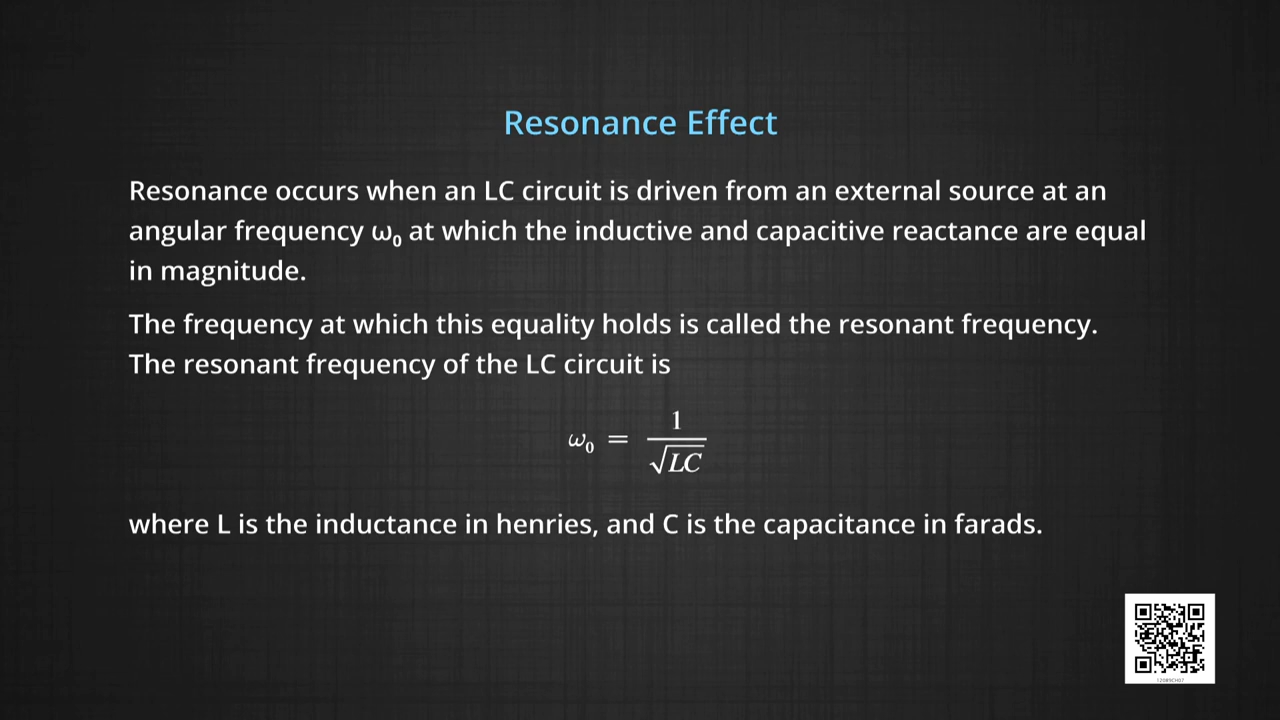 Resonance Effect
Resonance occurs when an LC circuit is driven from an external source at an
angular frequency ω₀ at which the inductive and capacitive reactance are equal
in magnitude.
The frequency at which this equality holds is called the resonant frequency.
The resonant frequency of the LC circuit is
ω₀ = 1/√LC
where L is the inductance in henries, and C is the capacitance in farads.